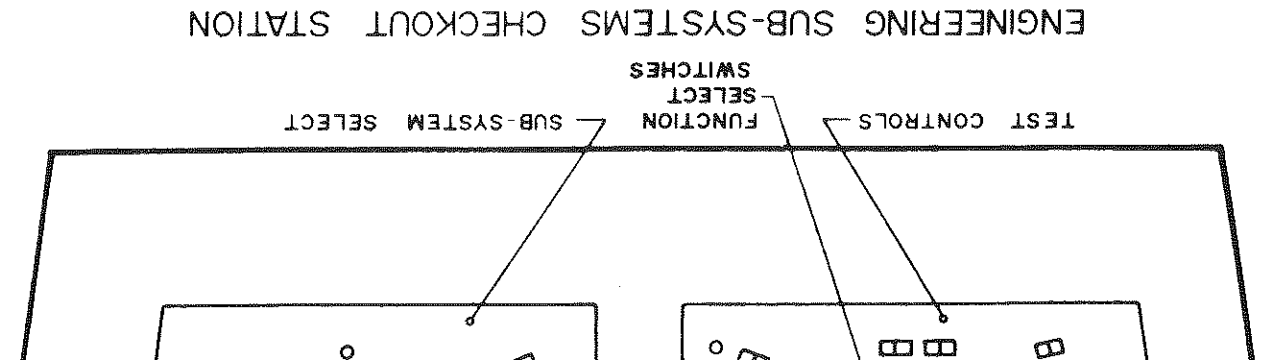 TEST CONTROLS
FUNCTION
SELECT
SWITCHES
SUB-SYSTEM SELECT
ENGINEERING SUB-SYSTEMS CHECKOUT STATION